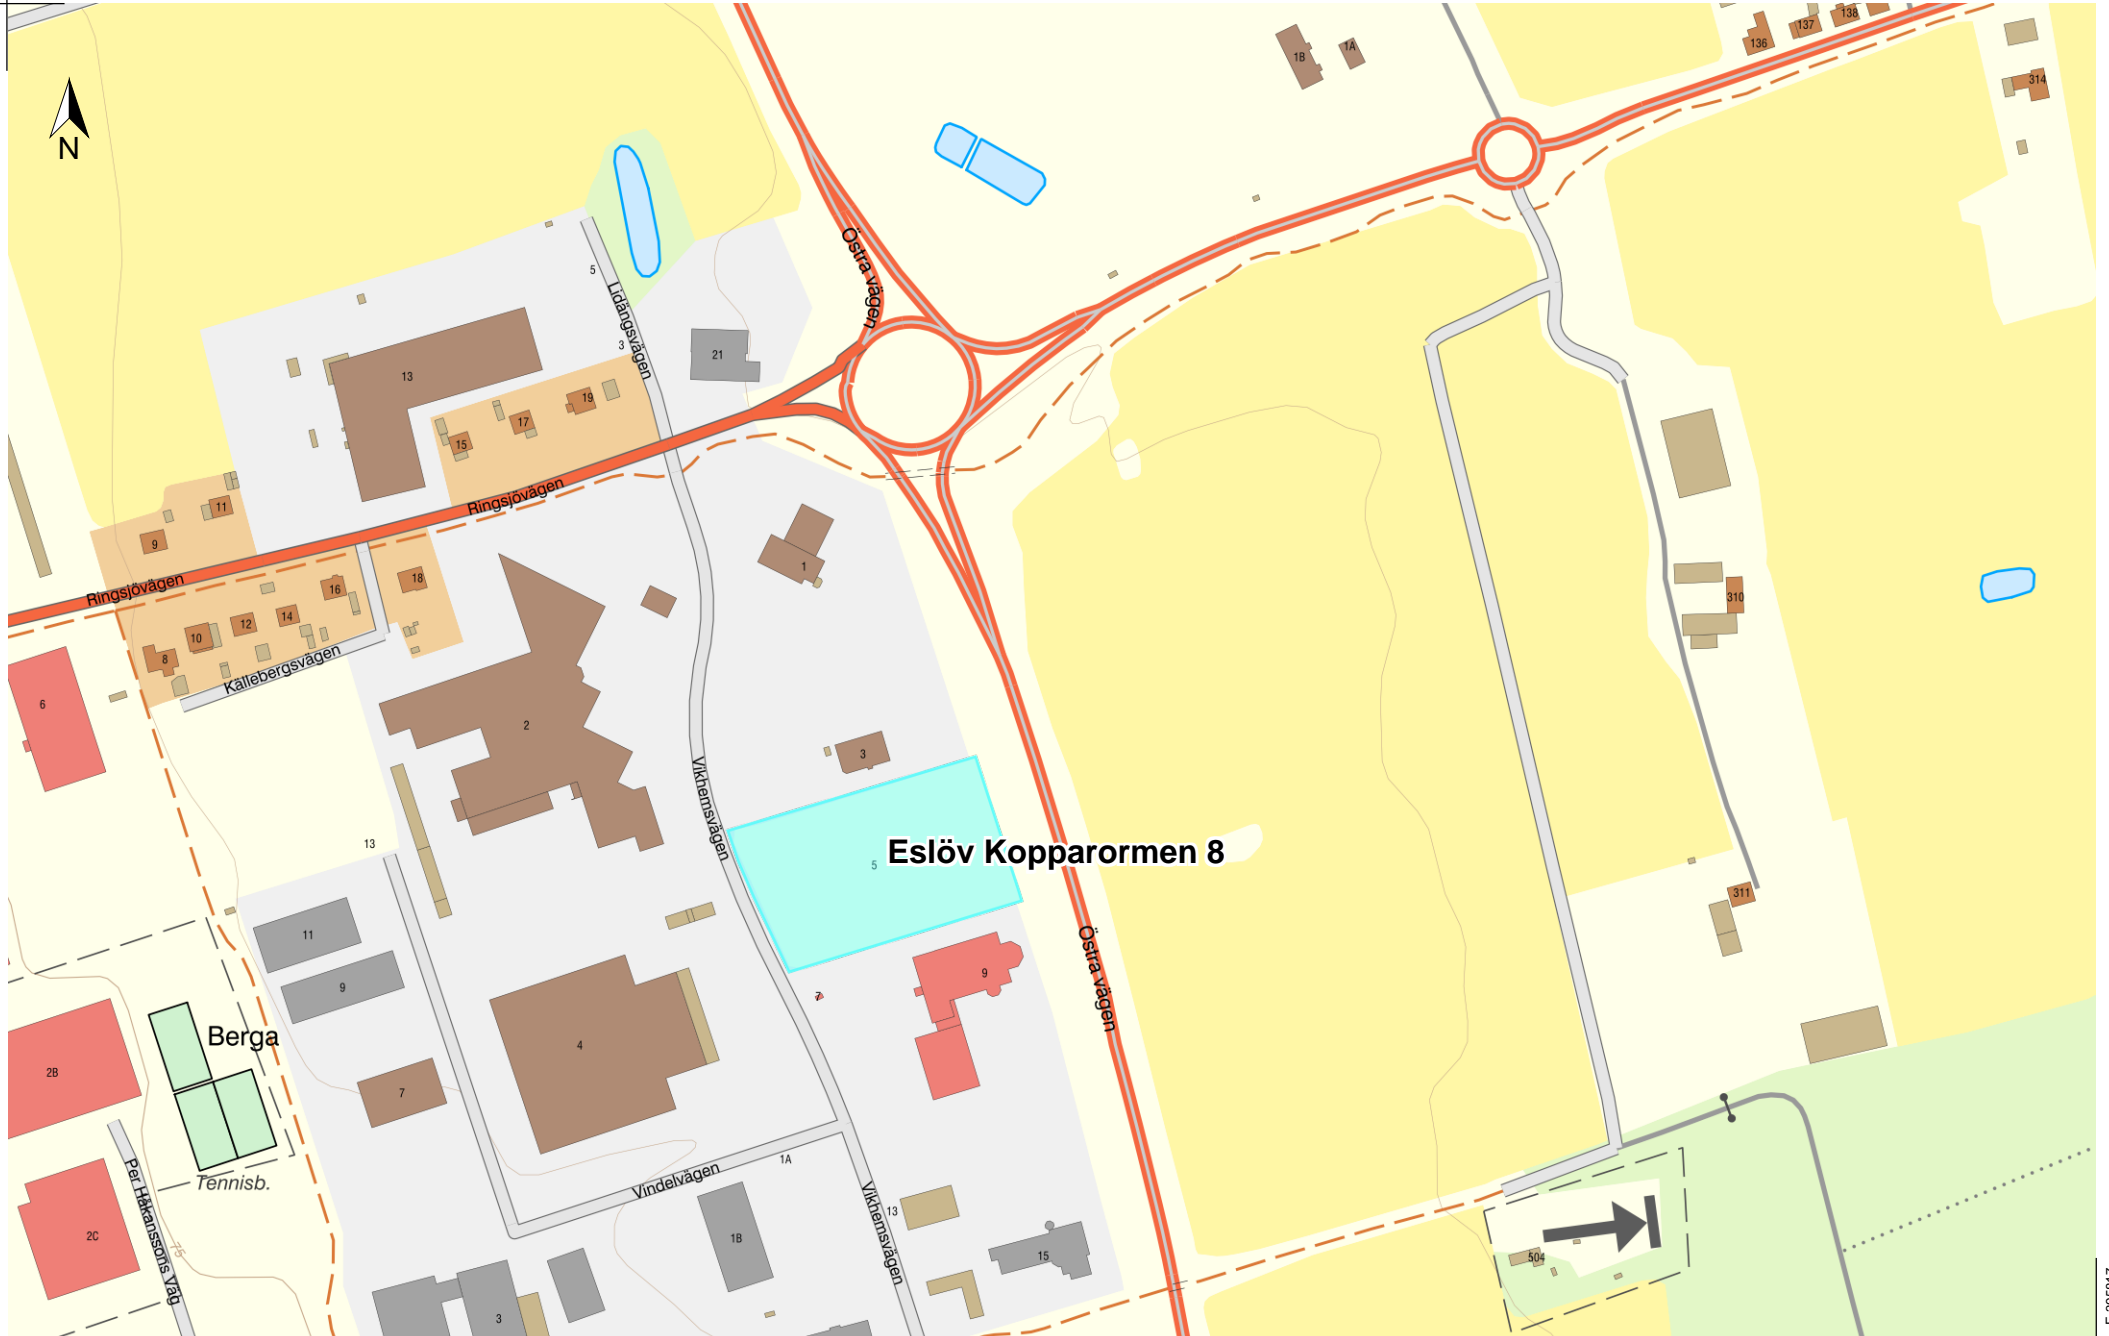 136
137
138
1B
1A
314
N
Östra vägen
5
Lidängsvägen
3
21
13
19
17
15
11
9
Ringsjövägen
Ringsjövägen
1
18
16
14
12
10
8
Källebergsvägen
310
6
2
3
Vikhemsvägen
13
5
Eslöv Kopparormen 8
311
11
9
9
7
Östra vägen
Berga
4
2B
7
Tennisb.
Per Håkanssons väg
1A
Vindelvägen
Vikhemsvägen
13
2C
75
1B
15
504
3